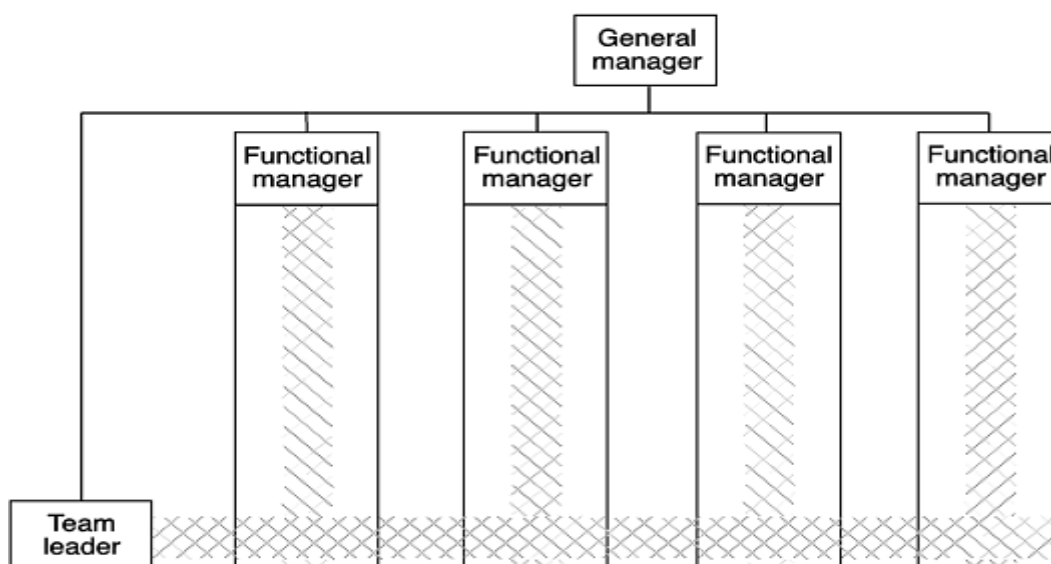 General
manager
Functional
manager
Functional
manager
Functional
manager
Functional
manager
Team
leader